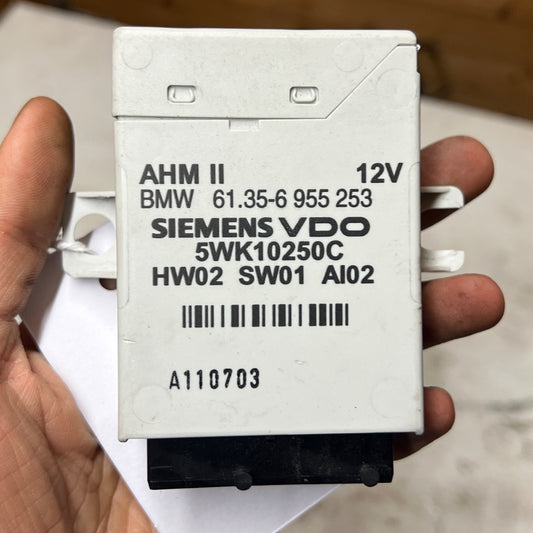 AHM II 12V
BMW 61.35-6 955 253
SIEMENS VDO
5WK10250C
HW02 SW01 AI02
A110703